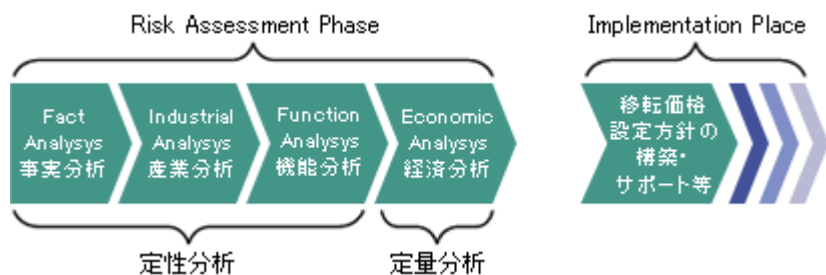 Risk Assessment Phase
Implementation Place
Fact
Analysys
事実分析
Industrial
Analysys
産業分析
Function
Analysys
機能分析
Economic
Analysys
経済分析
移転価格
設定方針の
構築・
サポート等
定性分析
定量分析